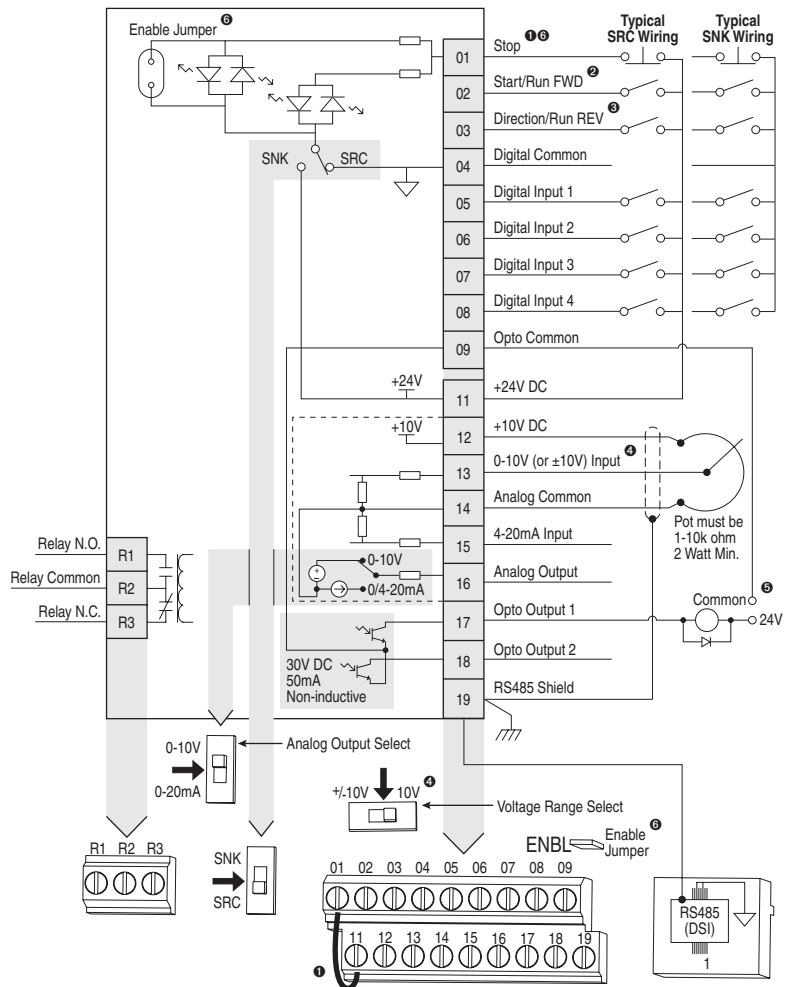 Enable Jumper ❻
Typical
SRC Wiring
Typical
SNK Wiring
01
Stop ❶❻
02
Start/Run FWD ❷
03
Direction/Run REV ❸
SNK
SRC
04
Digital Common
05
Digital Input 1
06
Digital Input 2
07
Digital Input 3
08
Digital Input 4
09
Opto Common
+24V
11
+24V DC
+10V
12
+10V DC
13
0-10V (or ±10V) Input ❹
14
Analog Common
Pot must be
1-10k ohm
2 Watt Min.
15
4-20mA Input
Relay N.O.
R1
Relay Common
R2
Relay N.C.
R3
0-10V
0/4-20mA
+
-
16
Analog Output
Common
❺
24V
17
Opto Output 1
18
Opto Output 2
30V DC
50mA
Non-inductive
19
RS485 Shield
0-10V
0-20mA
Analog Output Select
+/-10V
10V
❹
Voltage Range Select
ENBL
Enable
Jumper
❻
R1 R2 R3
SNK
SRC
01 02 03 04 05 06 07 08 09
11 12 13 14 15 16 17 18 19
❶
RS485
(DSI)
1